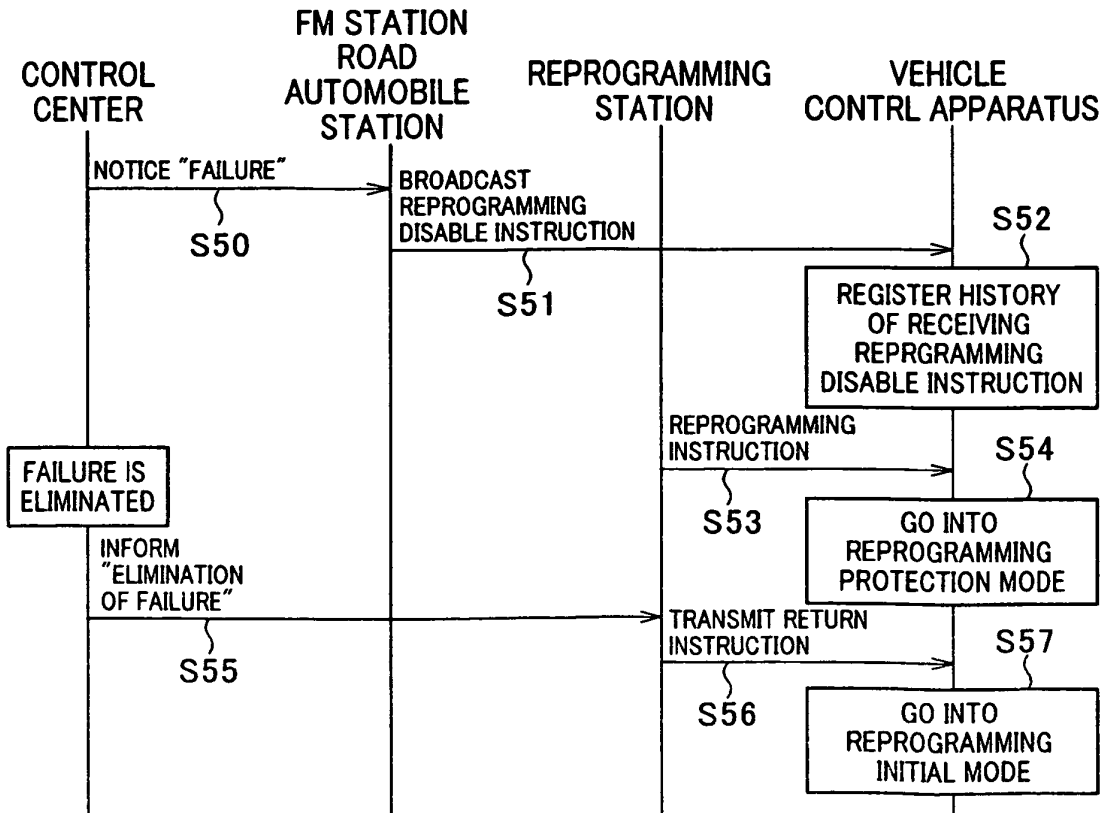 CONTROL
CENTER
FM STATION
ROAD
AUTOMOBILE
STATION
REPROGRAMMING
STATION
VEHICLE
CONTRL APPARATUS
NOTICE "FAILURE"
S50
BROADCAST
REPROGRAMMING
DISABLE INSTRUCTION
S51
S52
REGISTER HISTORY
OF RECEIVING
REPRGRAMMING
DISABLE INSTRUCTION
REPROGRAMMING
INSTRUCTION
S53
S54
FAILURE IS
ELIMINATED
GO INTO
REPROGRAMMING
PROTECTION MODE
INFORM
"ELIMINATION
OF FAILURE"
S55
TRANSMIT RETURN
INSTRUCTION
S56
S57
GO INTO
REPROGRAMMING
INITIAL MODE